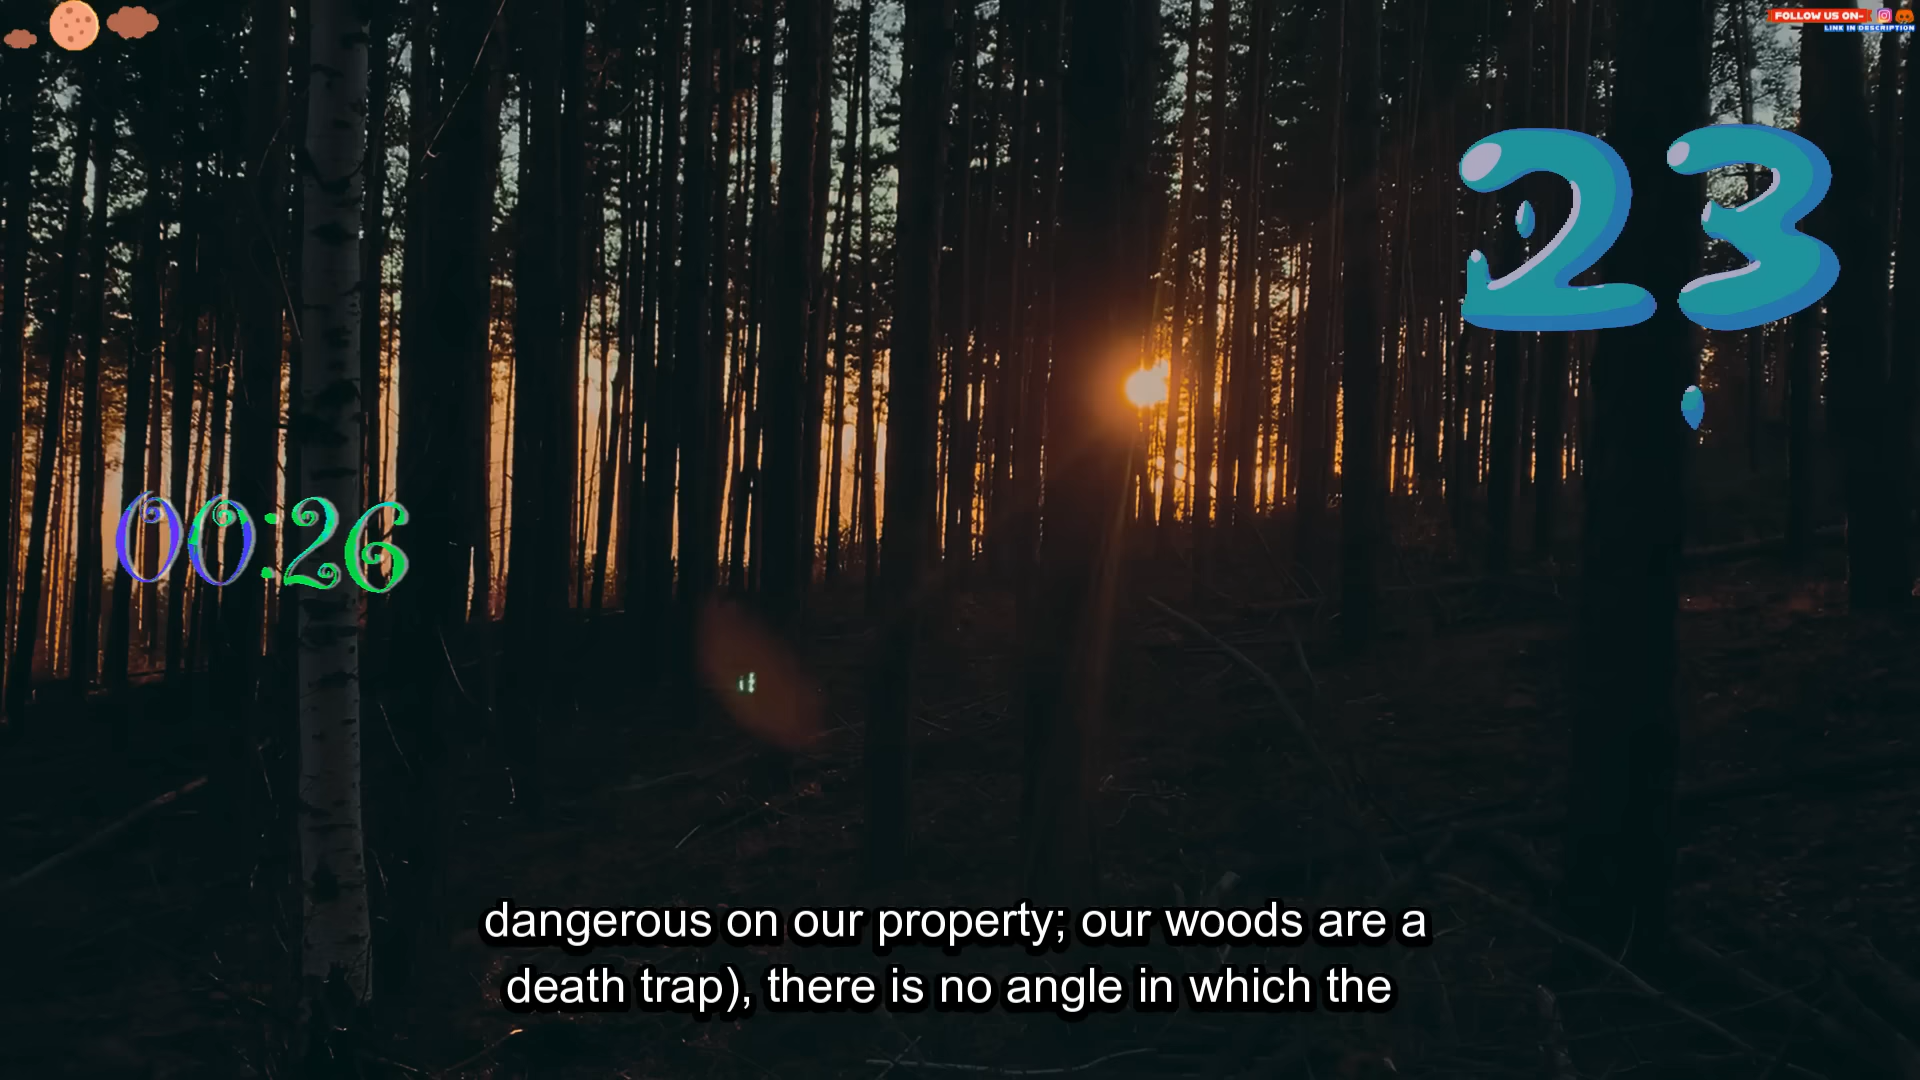 FOLLOW US ON-
LINK IN DESCRIPTION
23
00:26
dangerous on our property; our woods are a
death trap), there is no angle in which the